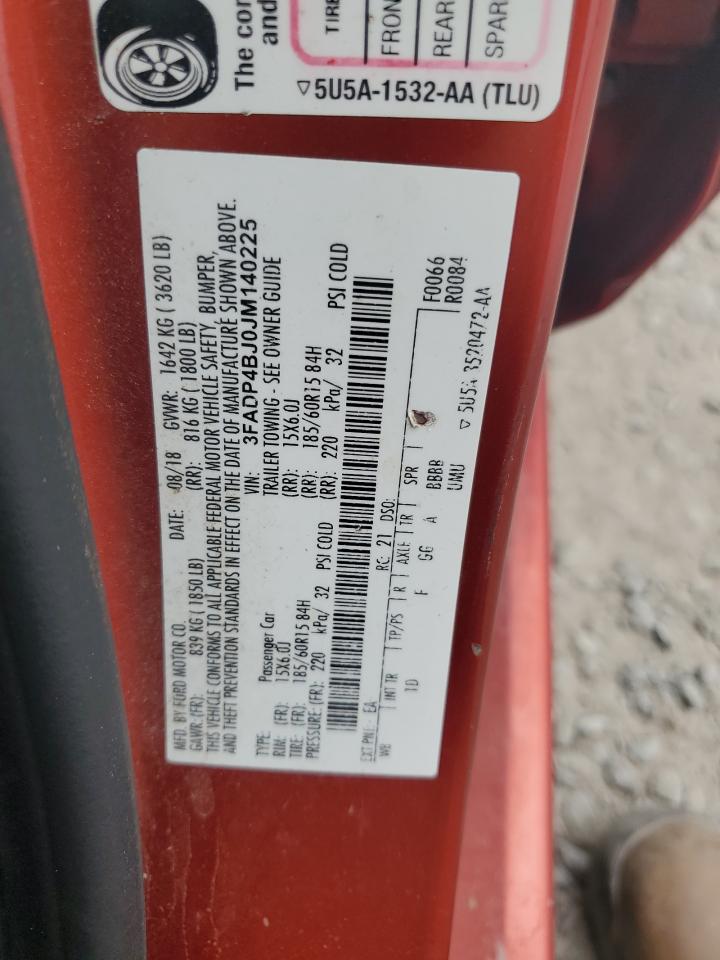 The con
and
TIRE
FRON
REAR
SPAR
▽5U5A-1532-AA (TLU)
MFD. BY FORD MOTOR CO.
DATE: 08/18 GVWR: 1642 KG ( 3620 LB)
GAWR: (FR): 839 KG ( 1850 LB) (RR): 816 KG ( 1800 LB)
THIS VEHICLE CONFORMS TO ALL APPLICABLE FEDERAL MOTOR VEHICLE SAFETY, BUMPER,
AND THEFT PREVENTION STANDARDS IN EFFECT ON THE DATE OF MANUFACTURE SHOWN ABOVE.
VIN: 3FADP4BJ0JM140225
TYPE: Passenger Car TRAILER TOWING - SEE OWNER GUIDE
RIM: (FR): 15X6.0J (RR): 15X6.0J
TIRE: (FR): 185/60R15 84H (RR): 185/60R15 84H
PRESSURE: (FR): 220 kPa/ 32 PSI COLD (RR): 220 kPa/ 32 PSI COLD
EXT PNT: EA RC: 21 DSO:
WB INT TR TP/PS R AXLE TR SPR
TD F GG A BBBB
UMU
F0066
R0084
▽ 5U5A 3520472-AA